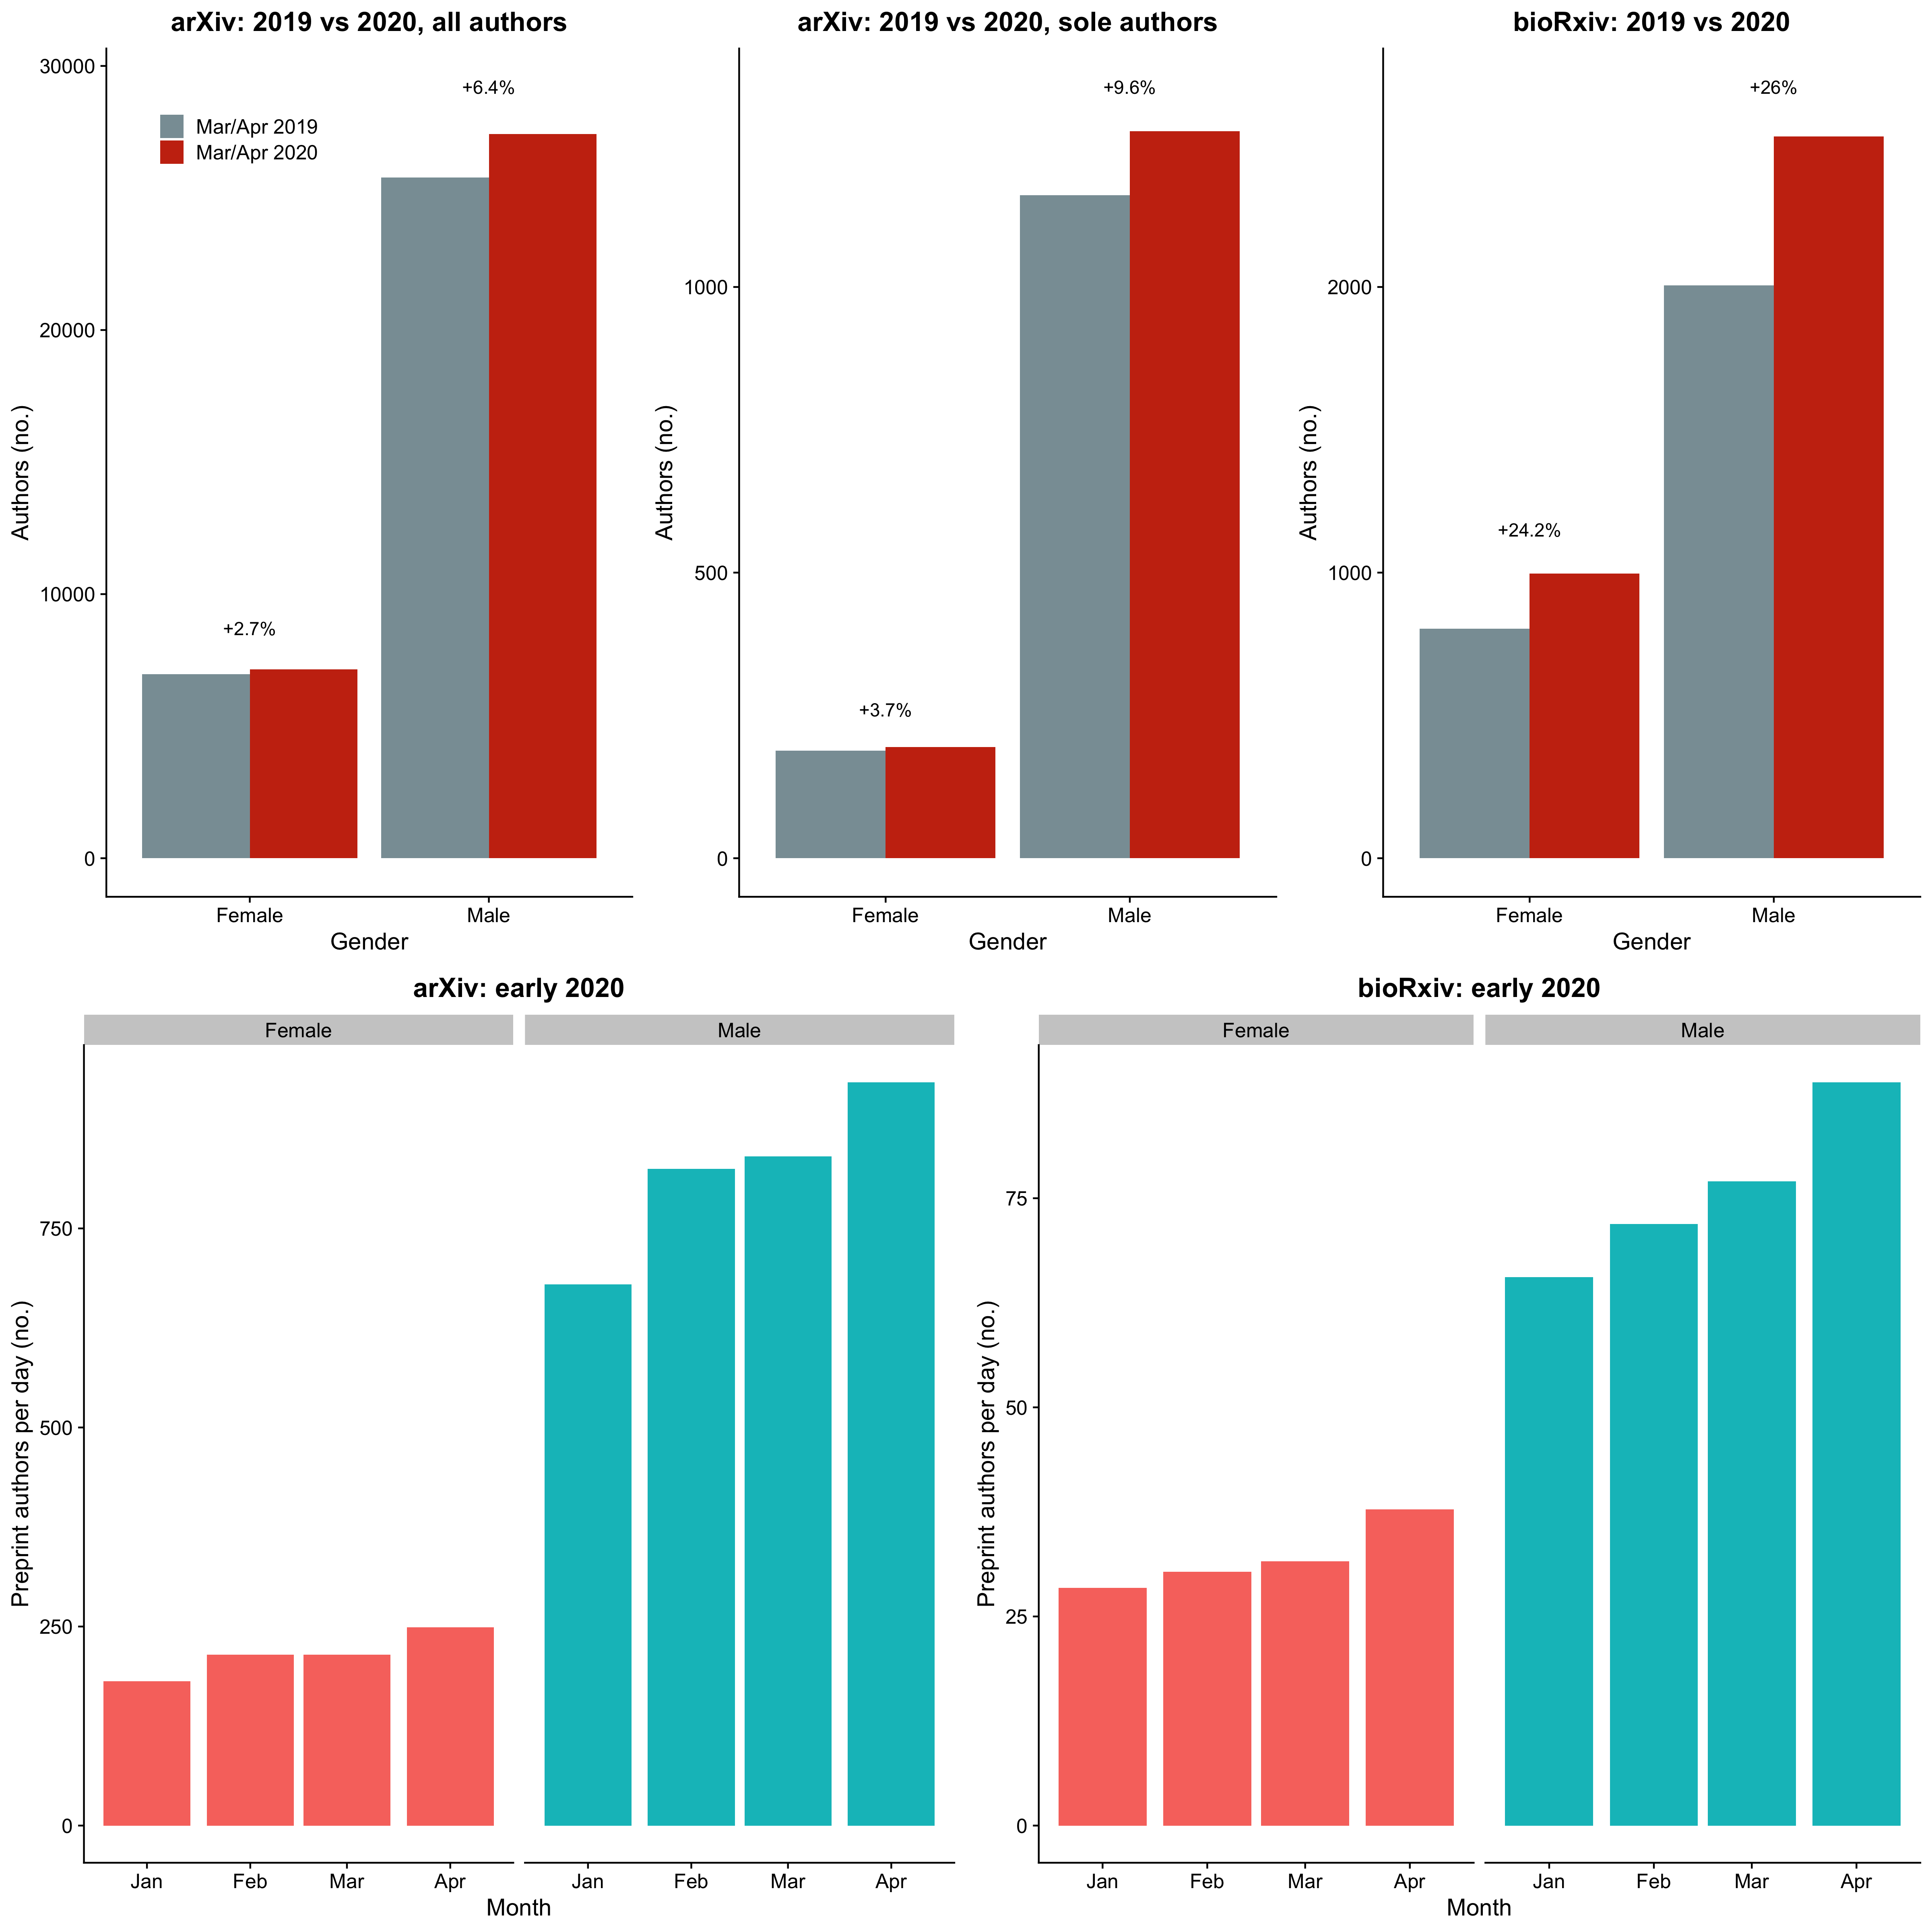 arXiv: 2019 vs 2020, all authors
30000
20000
10000
0
Authors (no.)
Mar/Apr 2019
Mar/Apr 2020
+2.7%
+6.4%
Female Male
Gender
arXiv: 2019 vs 2020, sole authors
1000
500
0
Authors (no.)
+3.7%
+9.6%
Female Male
Gender
bioRxiv: 2019 vs 2020
2000
1000
0
Authors (no.)
+24.2%
+26%
Female Male
Gender
arXiv: early 2020
Female Male
750
500
250
0
Preprint authors per day (no.)
Jan Feb Mar Apr Jan Feb Mar Apr
Month
bioRxiv: early 2020
Female Male
75
50
25
0
Preprint authors per day (no.)
Jan Feb Mar Apr Jan Feb Mar Apr
Month